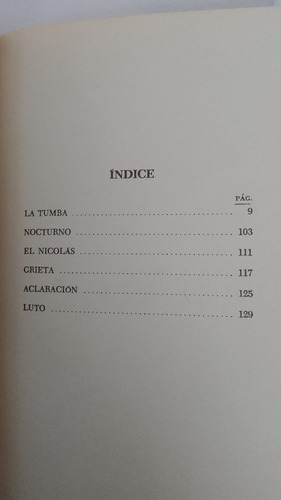 ÍNDICE
PÁG.
LA TUMBA ................................ 9
NOCTURNO ................................ 103
EL NICOLÁS ................................ 111
GRIETA ................................ 117
ACLARACIÓN ................................ 125
LUTO ................................ 129